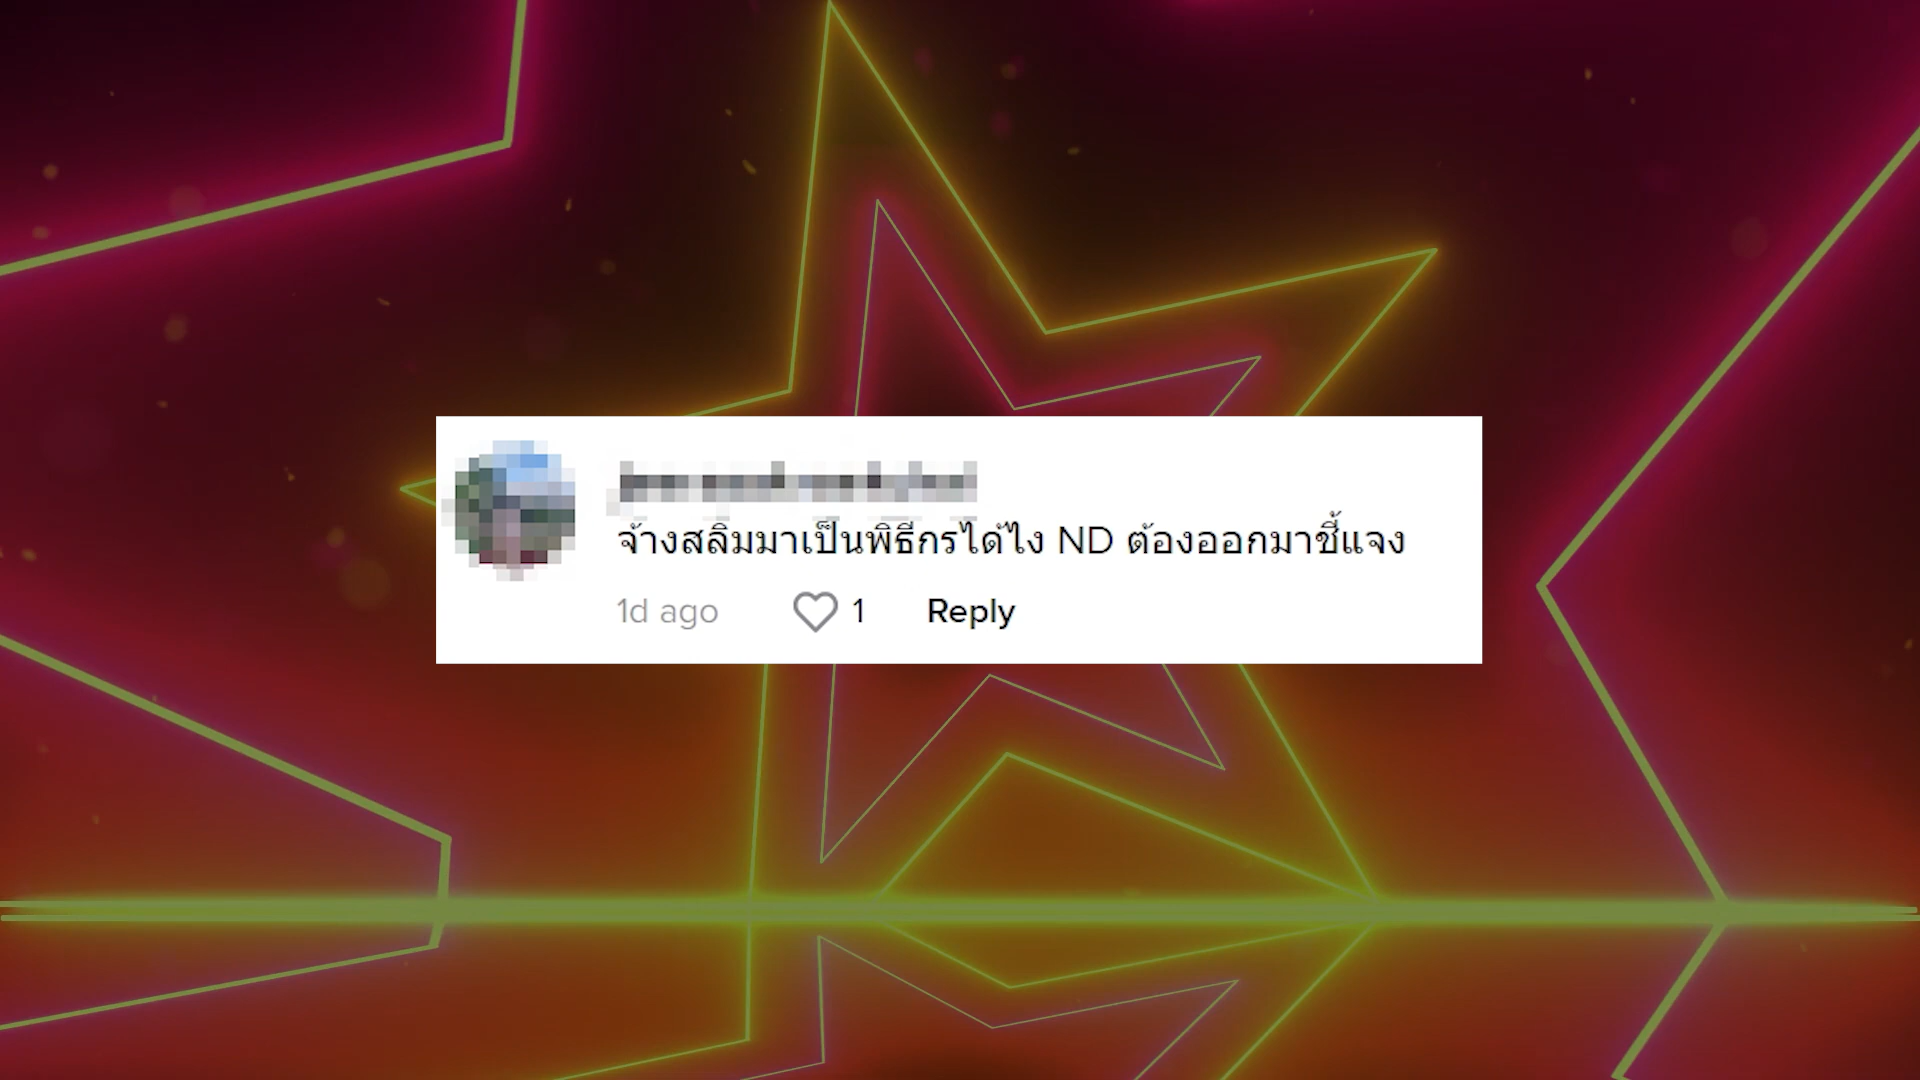 จ้างสลิ่มมาเป็นพิธีกรได้ไง ND ต้องออกมาชี้แจง
1d ago 1 Reply